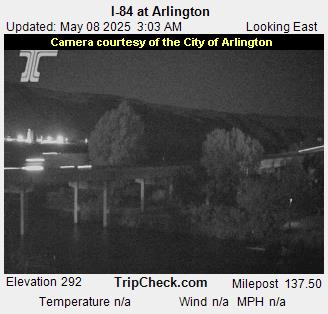 I-84 at Arlington
Updated: May 08 2025 3:03 AM Looking East
Camera courtesy of the City of Arlington
Elevation 292 TripCheck.com Milepost 137.50
Temperature n/a Wind n/a MPH n/a